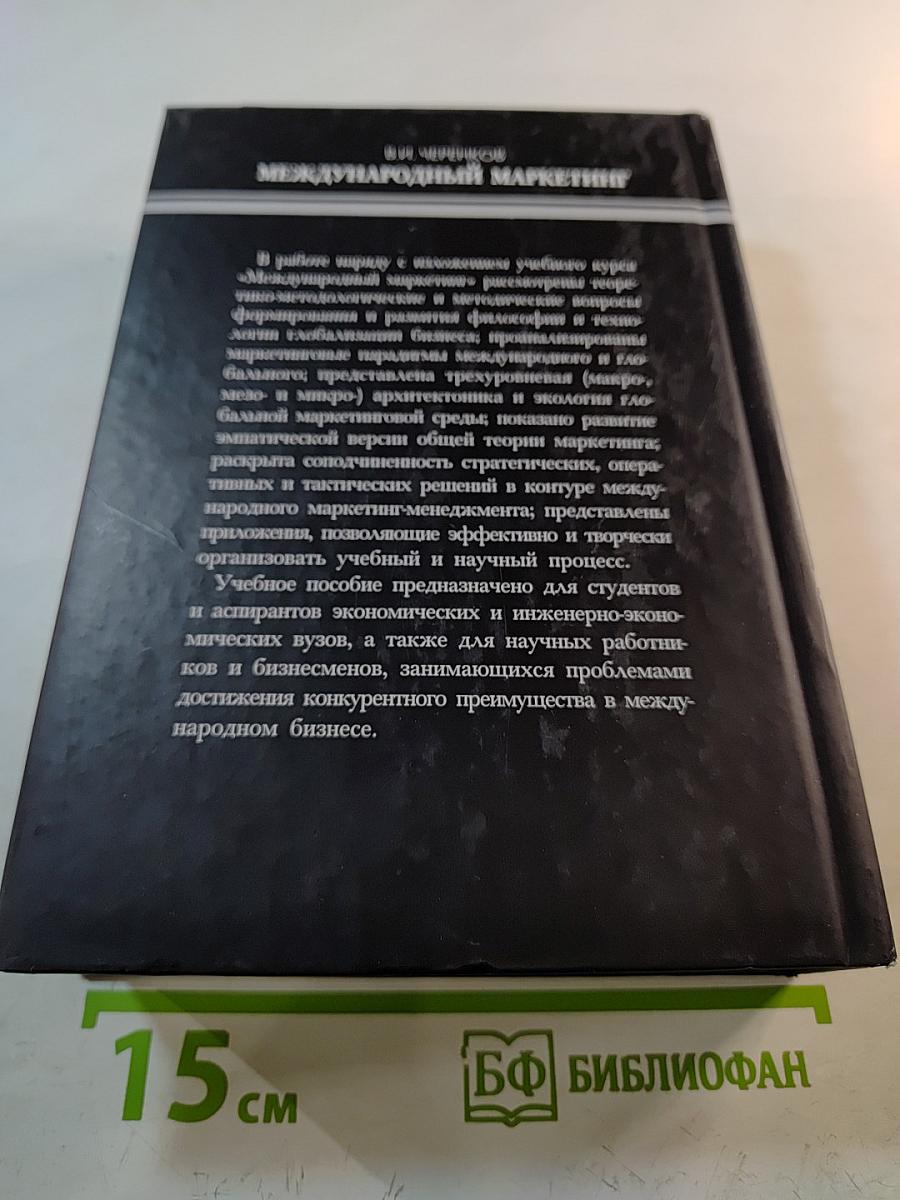 В.И. ЧЕРЕНКОВ
МЕЖДУНАРОДНЫЙ МАРКЕТИНГ
В работе наряду с изложением учебного курса
«Международный маркетинг» рассмотрены теоре-
тико-методологические и методические вопросы
формирования и развития философии и техно-
логии глобализации бизнеса; проанализированы
маркетинговые парадигмы международного и гло-
бального; представлена трехуровневая (макро-,
мезо- и микро-) архитектоника и экология гло-
бальной маркетинговой среды; показано развитие
эмпатической версии общей теории маркетинга;
раскрыта соподчиненность стратегических, опера-
тивных и тактических решений в контуре между-
народного маркетинг-менеджмента; представлены
приложения, позволяющие эффективно и творчески
организовать учебный и научный процесс.
Учебное пособие предназначено для студентов
и аспирантов экономических и инженерно-эконо-
мических вузов, а также для научных работни-
ков и бизнесменов, занимающихся проблемами
достижения конкурентного преимущества в между-
народном бизнесе.
15 см
БФ БИБЛИОФАН